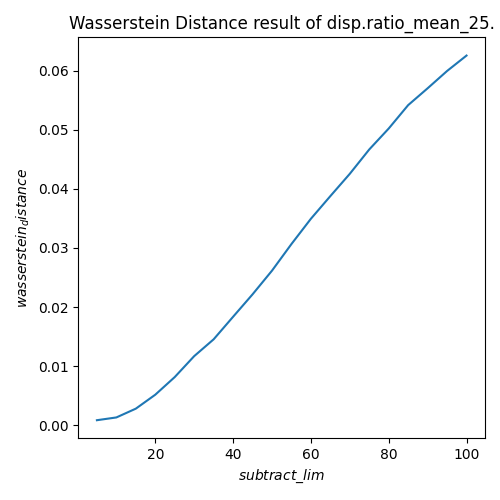 Wasserstein Distance result of disp.ratio_mean_25.
0.06
0.05
0.04
0.03
0.02
0.01
0.00
wasserstein_distance
20 40 60 80 100
subtract_lim